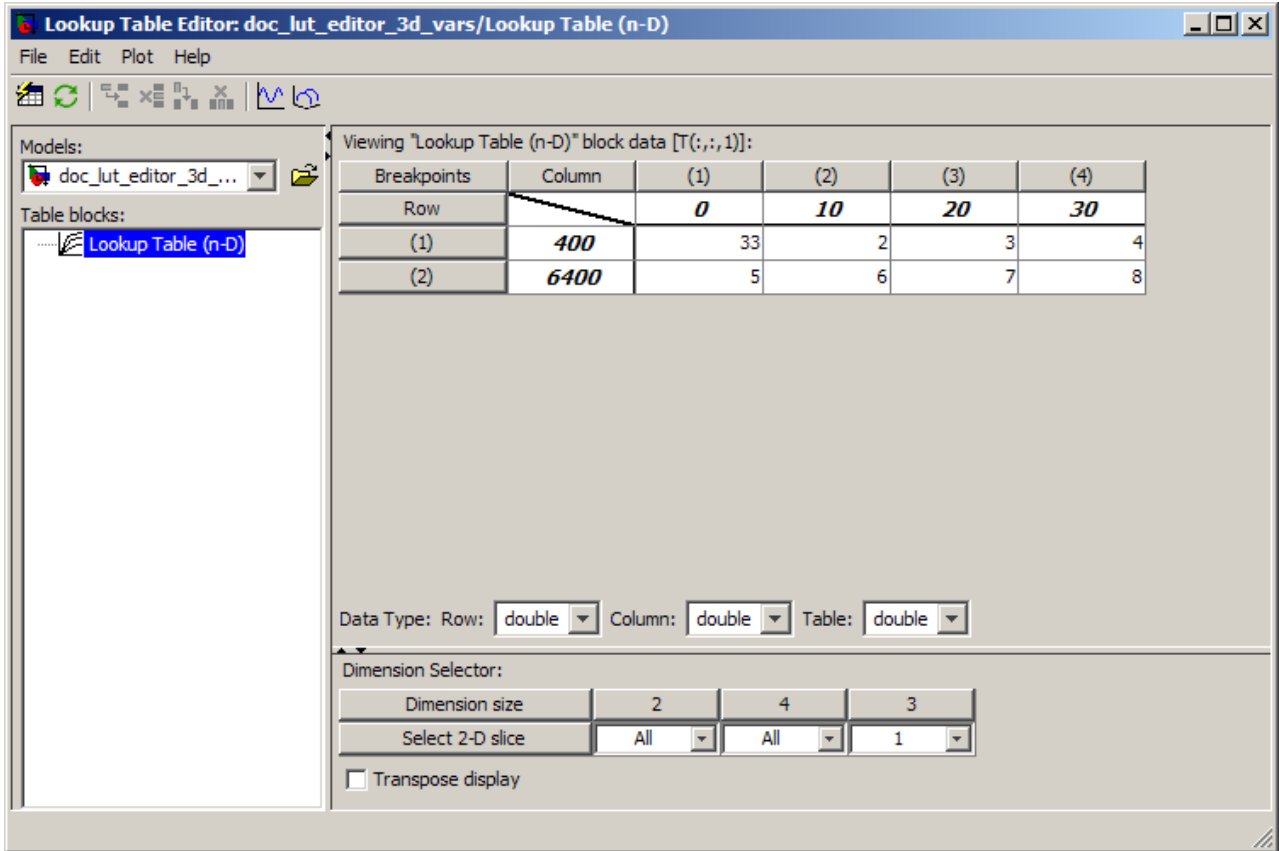 Lookup Table Editor: doc_lut_editor_3d_vars/Lookup Table (n-D)
File Edit Plot Help
Models:
doc_lut_editor_3d_...
Table blocks:
Lookup Table (n-D)
Viewing "Lookup Table (n-D)" block data [T(:,:,1)]:
Breakpoints Column (1) (2) (3) (4)
Row 0 10 20 30
(1) 400 33 2 3 4
(2) 6400 5 6 7 8
Data Type: Row: double Column: double Table: double
Dimension Selector:
Dimension size 2 4 3
Select 2-D slice All All 1
Transpose display